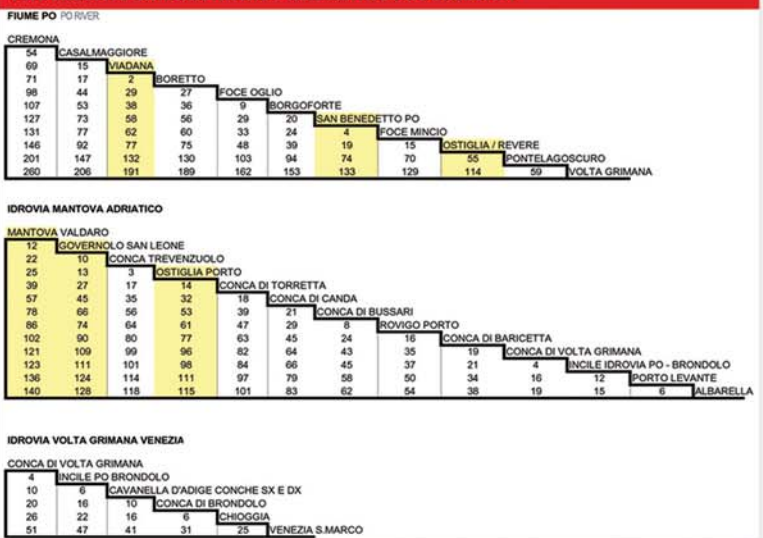 FIUME PO PO RIVER
CREMONA
54 CASALMAGGIORE
69 15 VIADANA
71 17 2 BORETTO
98 44 29 27 FOCE OGLIO
107 53 38 36 9 BORGOFORTE
127 73 58 56 29 20 SAN BENEDETTO PO
131 77 62 60 33 24 4 FOCE MINCIO
146 92 77 75 48 39 19 15 OSTIGLIA / REVERE
201 147 132 130 103 94 74 70 55 PONTELAGOSCURO
260 206 191 189 162 153 133 129 114 59 VOLTA GRIMANA
IDROVIA MANTOVA ADRIATICO
MANTOVA VALDARO
12 GOVERNOLO SAN LEONE
22 10 CONCA TREVENZUOLO
25 13 3 OSTIGLIA PORTO
39 27 17 14 CONCA DI TORRETTA
57 45 35 32 18 CONCA DI CANDA
78 66 56 53 39 21 CONCA DI BUSSARI
86 74 64 61 47 29 8 ROVIGO PORTO
102 90 80 77 63 45 24 16 CONCA DI BARICETTA
121 109 99 96 82 64 43 35 19 CONCA DI VOLTA GRIMANA
123 111 101 98 84 66 45 37 21 4 INCILE IDROVIA PO - BRONDOLO
136 124 114 111 97 79 58 50 34 16 12 PORTO LEVANTE
140 128 118 115 101 83 62 54 38 19 15 6 ALBARELLA
IDROVIA VOLTA GRIMANA VENEZIA
CONCA DI VOLTA GRIMANA
4 INCILE PO BRONDOLO
10 6 CAVANELLA D'ADIGE CONCHE SX E DX
20 16 10 CONCA DI BRONDOLO
26 22 16 6 CHIOGGIA
51 47 41 31 25 VENEZIA S.MARCO